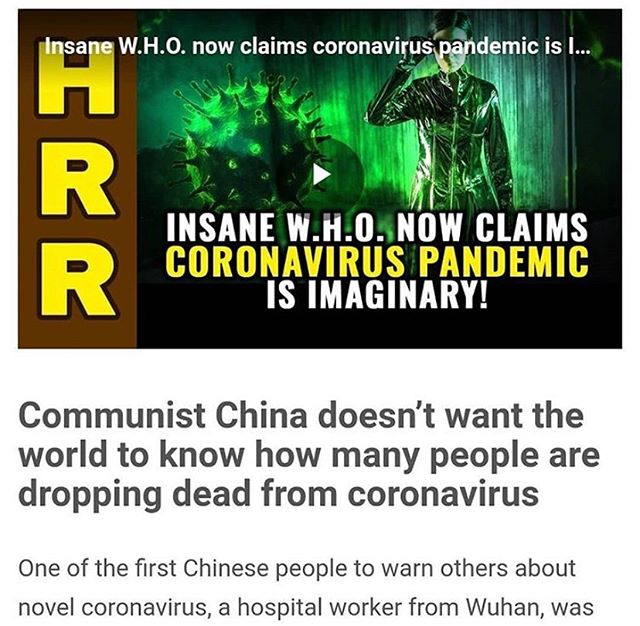 Insane W.H.O. now claims coronavirus pandemic is I...
HRR
INSANE W.H.O. NOW CLAIMS
CORONAVIRUS PANDEMIC
IS IMAGINARY!
Communist China doesn’t want the
world to know how many people are
dropping dead from coronavirus
One of the first Chinese people to warn others about
novel coronavirus, a hospital worker from Wuhan, was